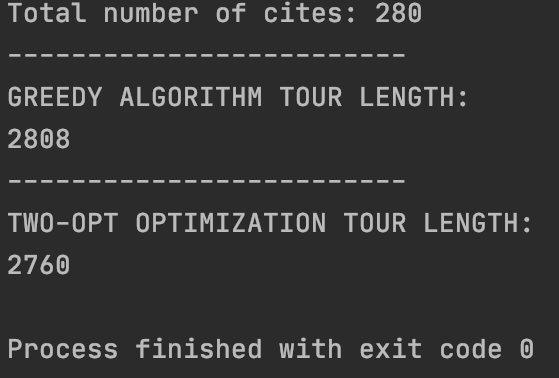 Total number of cites: 280
-------------------------
GREEDY ALGORITHM TOUR LENGTH:
2808
-------------------------
TWO-OPT OPTIMIZATION TOUR LENGTH:
2760
Process finished with exit code 0